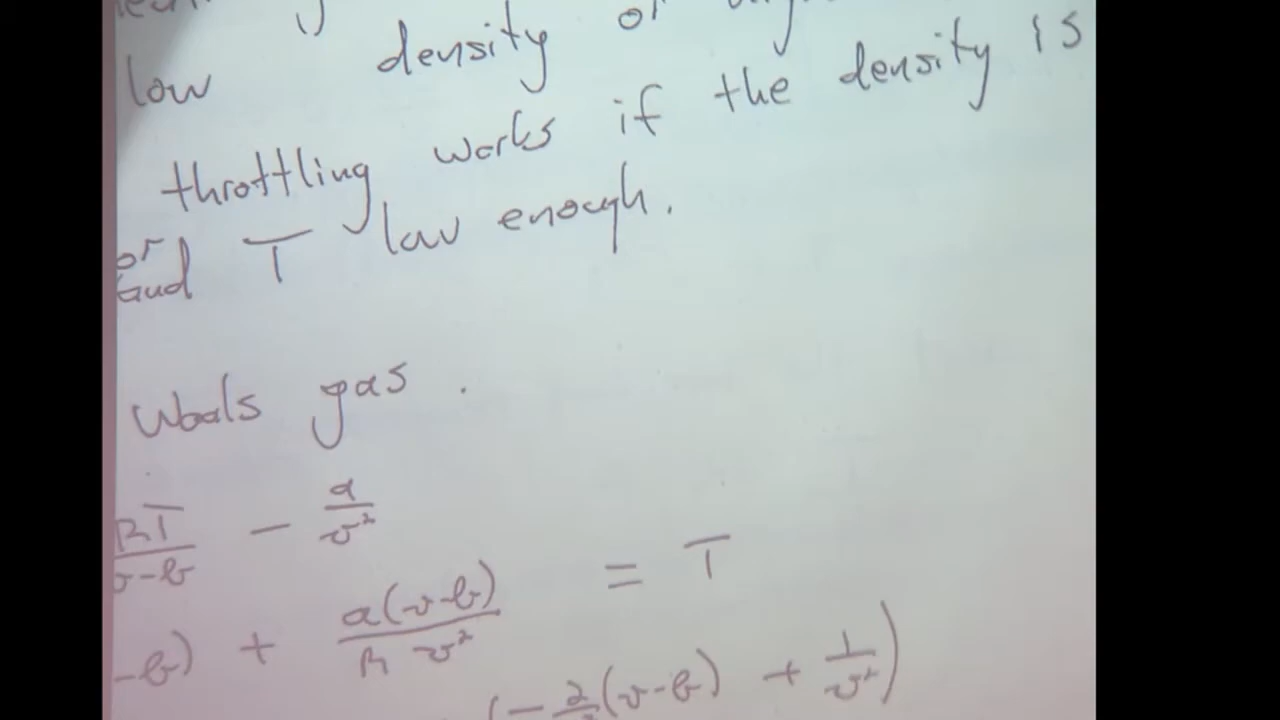 low density or
throttling works if the density is
or
and T low enough.
Waals gas.
RT/v-b - a/v²
-b) + a(v-b)/R v² = T
(v-b) + 1/v²)